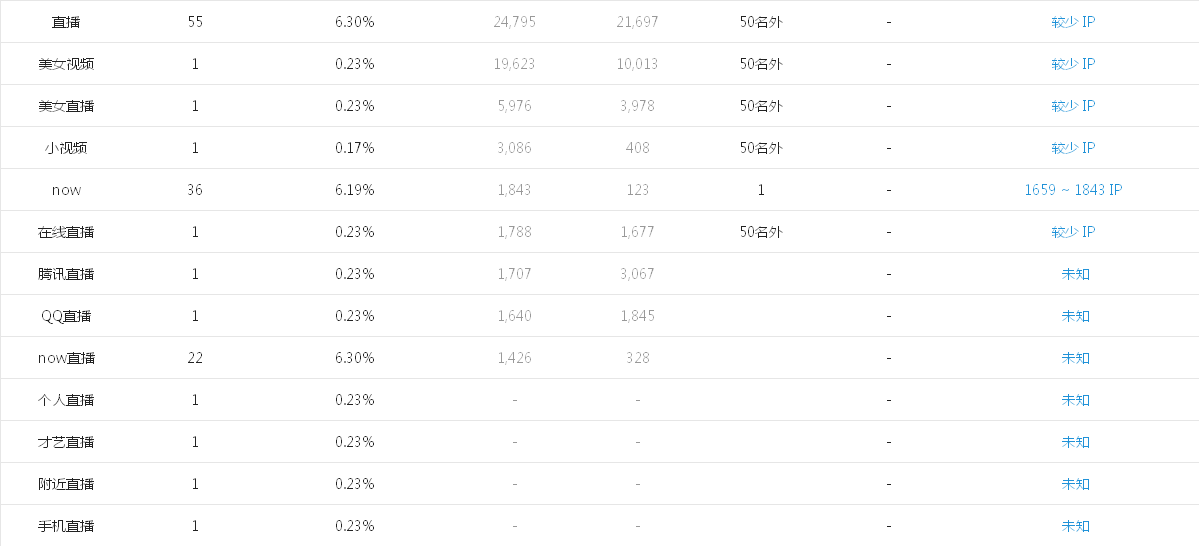 直播 55 6.30% 24,795 21,697 50名外 - 较少 IP
美女视频 1 0.23% 19,623 10,013 50名外 - 较少 IP
美女直播 1 0.23% 5,976 3,978 50名外 - 较少 IP
小视频 1 0.17% 3,086 408 50名外 - 较少 IP
now 36 6.19% 1,843 123 1 - 1659 ~ 1843 IP
在线直播 1 0.23% 1,788 1,677 50名外 - 较少 IP
腾讯直播 1 0.23% 1,707 3,067 - 未知
QQ直播 1 0.23% 1,640 1,845 - 未知
now直播 22 6.30% 1,426 328 - 未知
个人直播 1 0.23% - - - 未知
才艺直播 1 0.23% - - - 未知
附近直播 1 0.23% - - - 未知
手机直播 1 0.23% - - - 未知